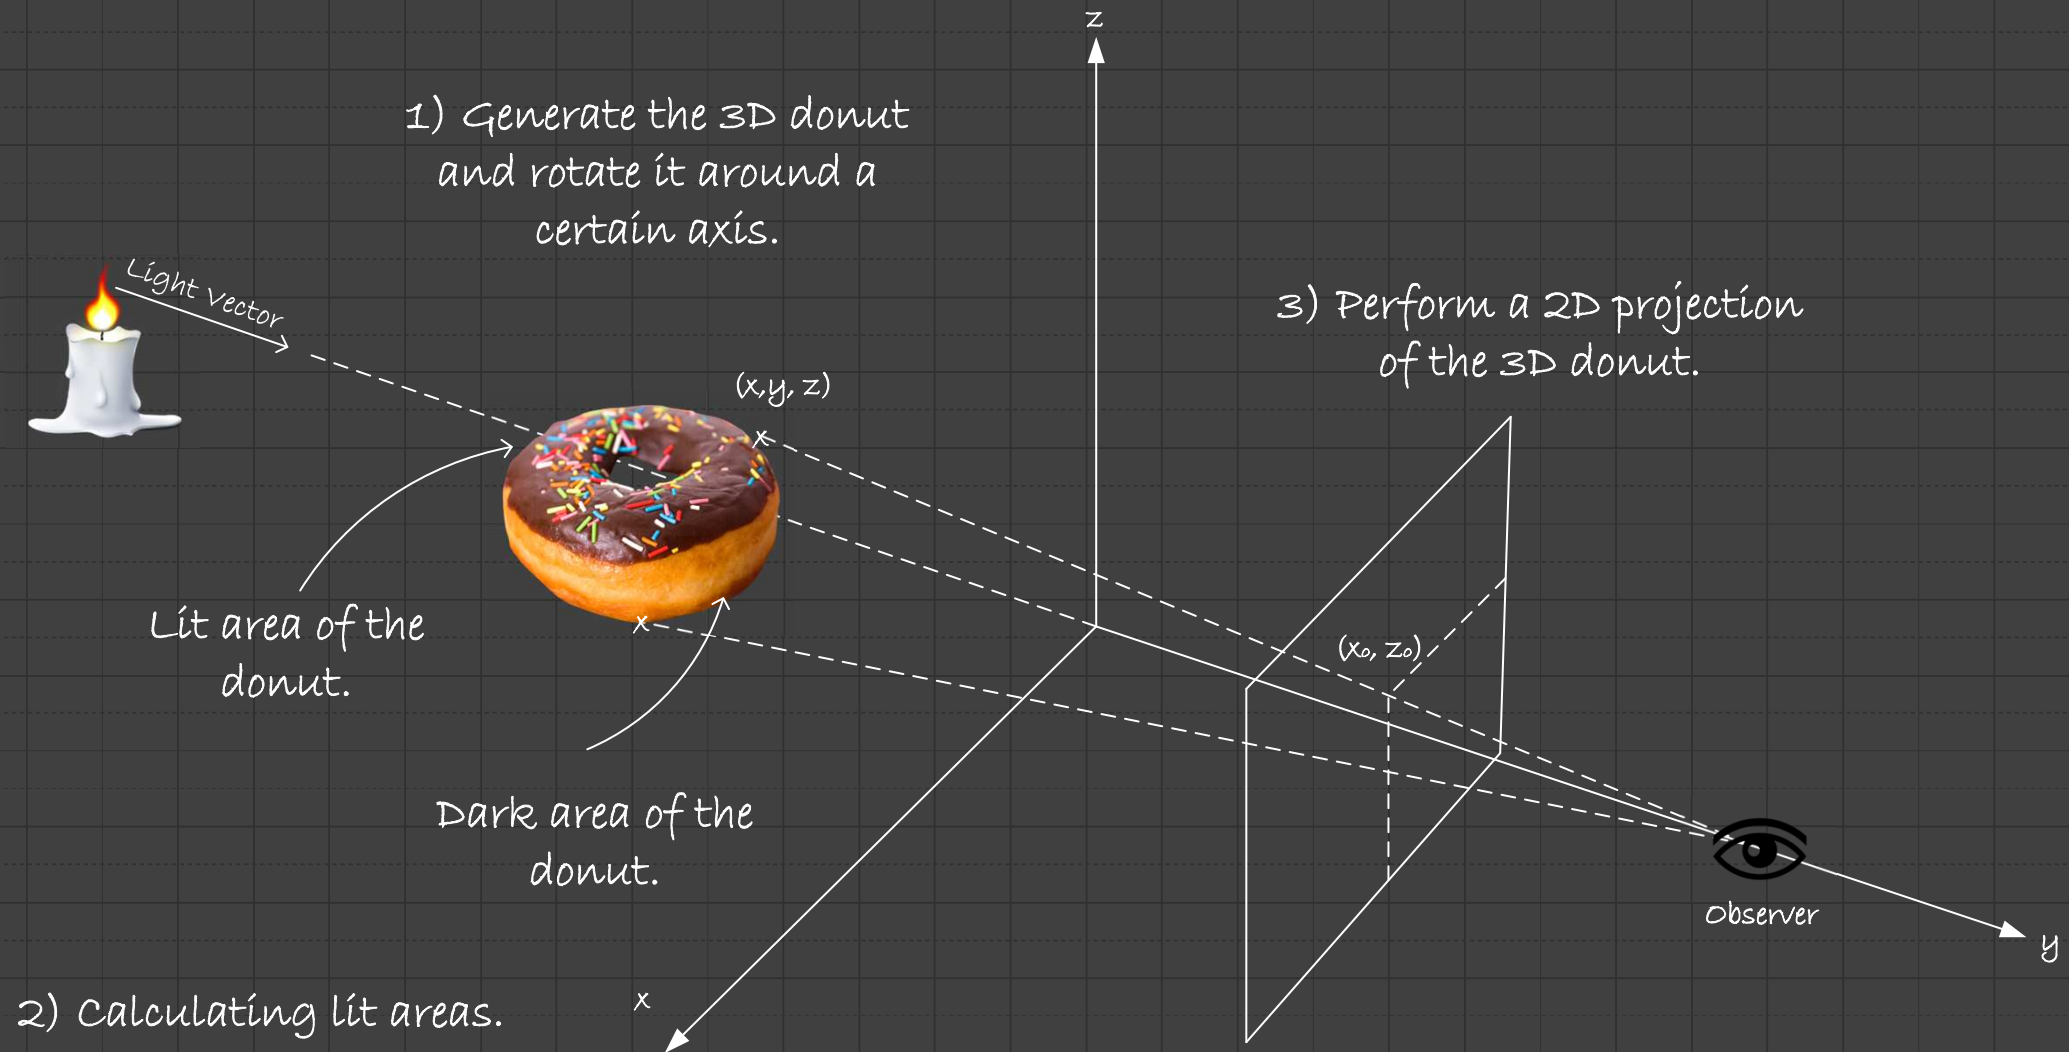 z
1) Generate the 3D donut
and rotate it around a
certain axis.
Light Vector
3) Perform a 2D projection
of the 3D donut.
(x,y, z)
x
Lit area of the
donut.
x
(x₀, z₀)
Dark area of the
donut.
Observer
y
x
2) Calculating lit areas.